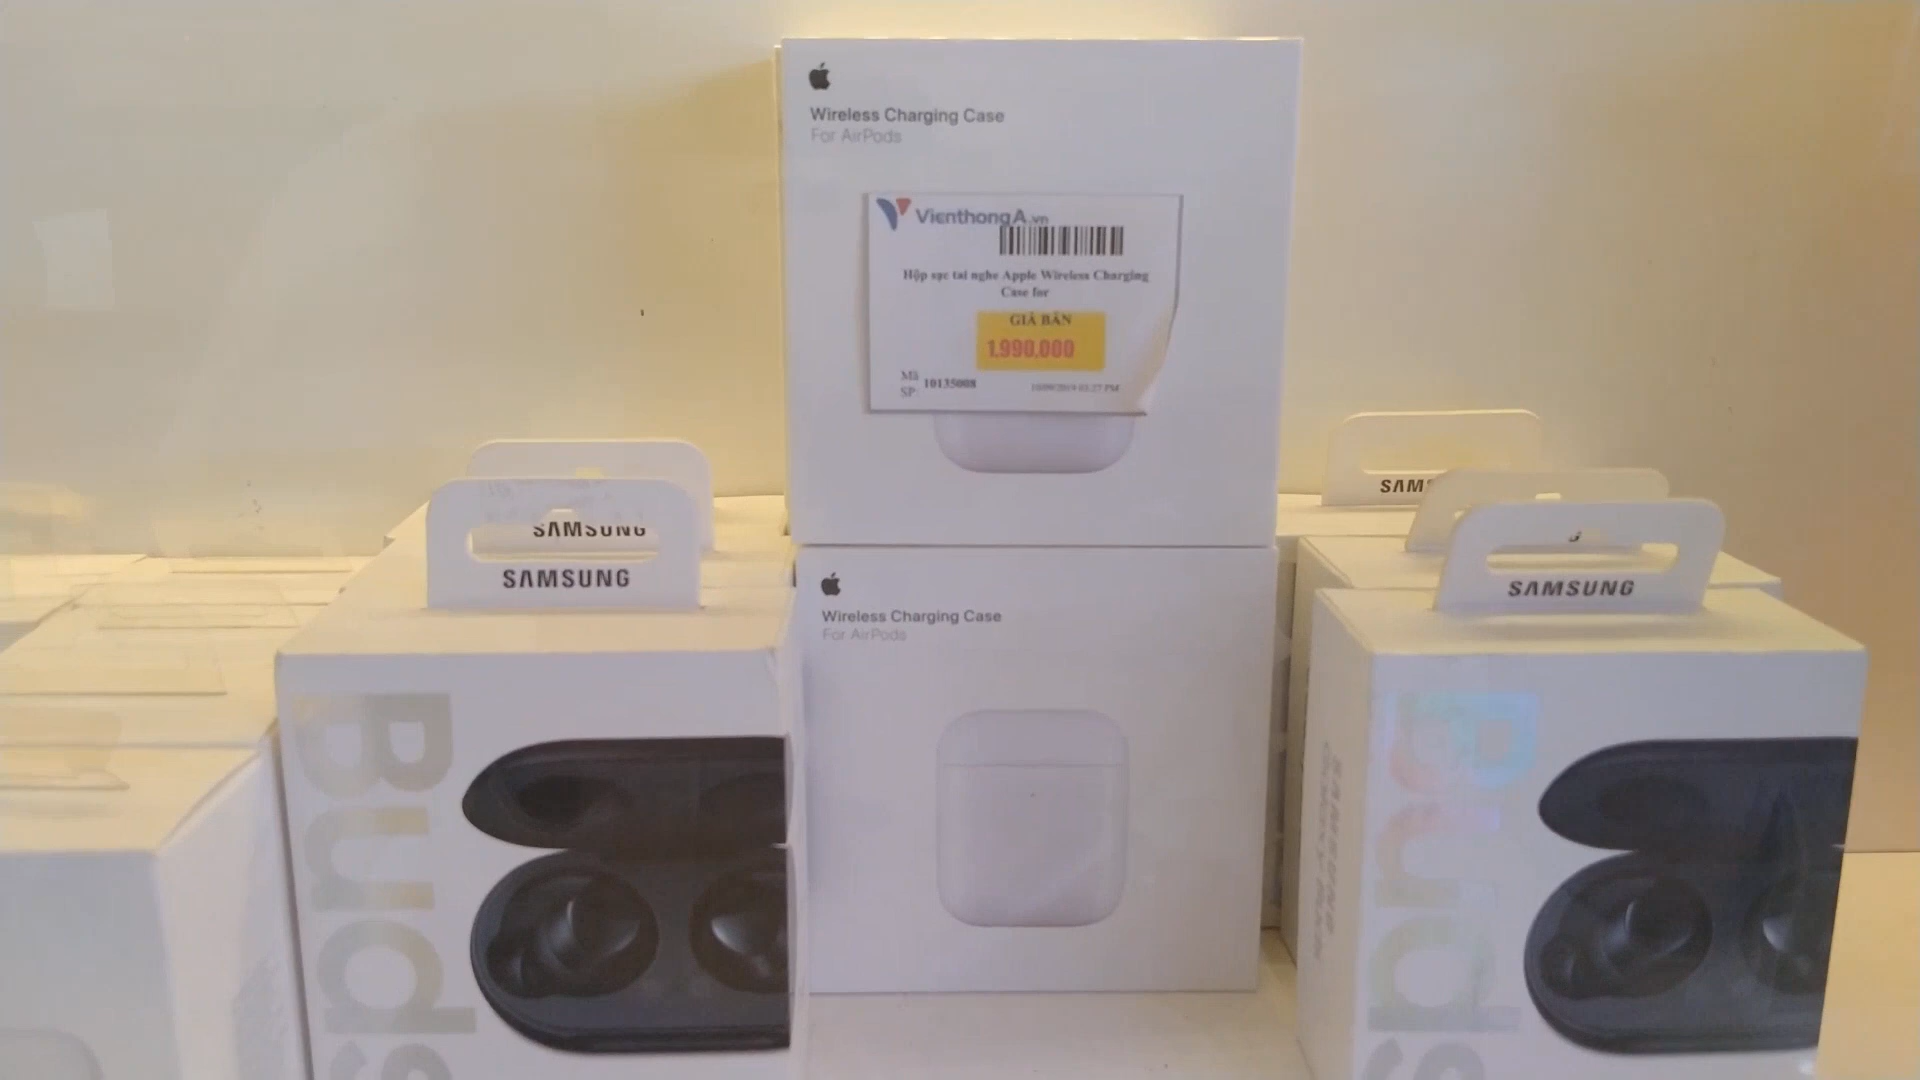 Wireless Charging Case
For AirPods
VienthongA.vn
Hộp sạc tai nghe Apple Wireless Charging
Case for
GIÁ BÁN
1,990,000
Mã
SP: 10135008
SAMSUNG
SAMSUNG
Buds
Wireless Charging Case
For AirPods
SAMSUNG
Buds